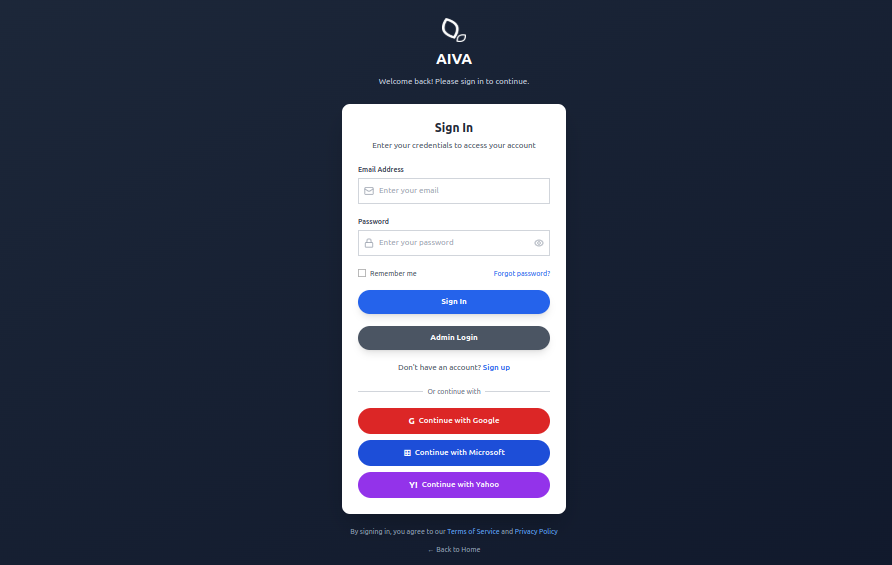 AIVA
Welcome back! Please sign in to continue.
Sign In
Enter your credentials to access your account
Email Address
Enter your email
Password
Enter your password
Remember me
Forgot password?
Sign In
Admin Login
Don't have an account? Sign up
Or continue with
G Continue with Google
⊞ Continue with Microsoft
Y! Continue with Yahoo
By signing in, you agree to our Terms of Service and Privacy Policy
← Back to Home